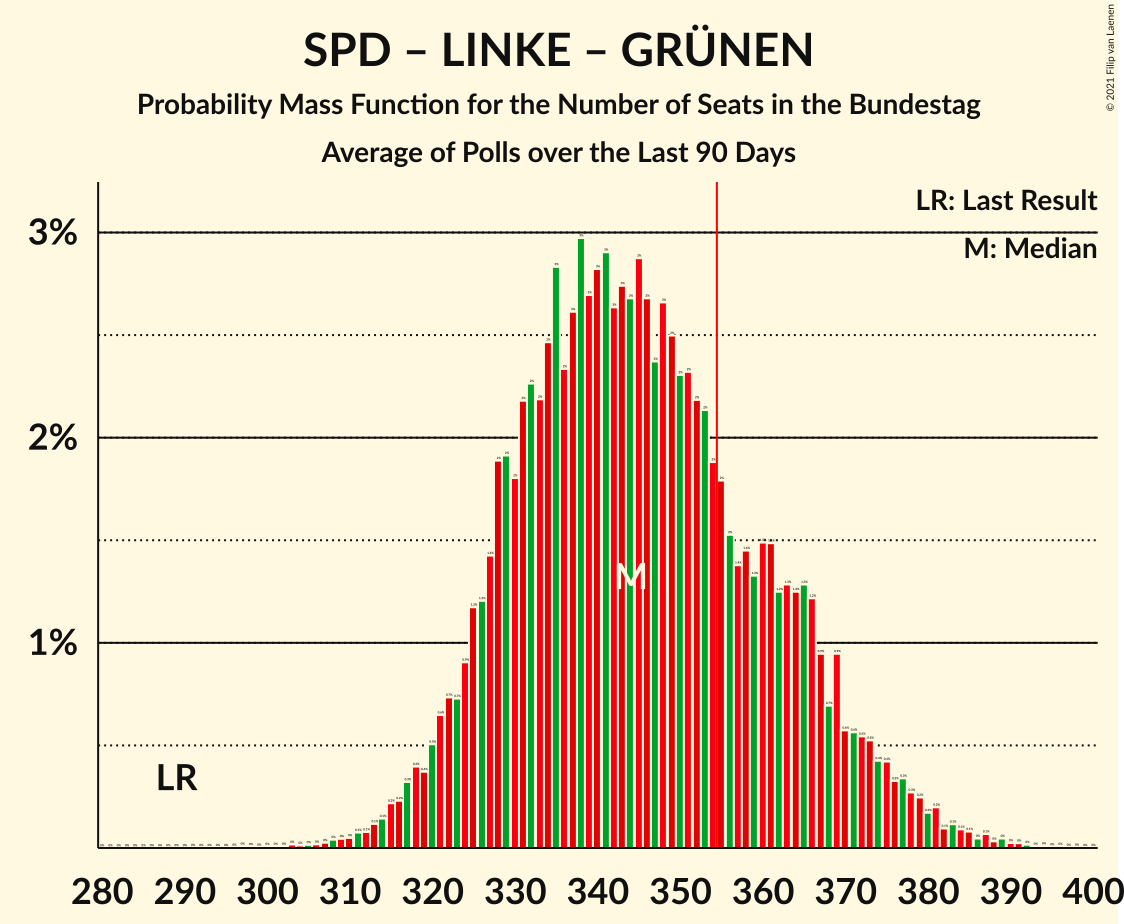 SPD – LINKE – GRÜNEN
Probability Mass Function for the Number of Seats in the Bundestag
Average of Polls over the Last 90 Days
© 2021 Filip van Laenen
LR: Last Result
M: Median
3%
2%
1%
M
LR
280 290 300 310 320 330 340 350 360 370 380 390 400